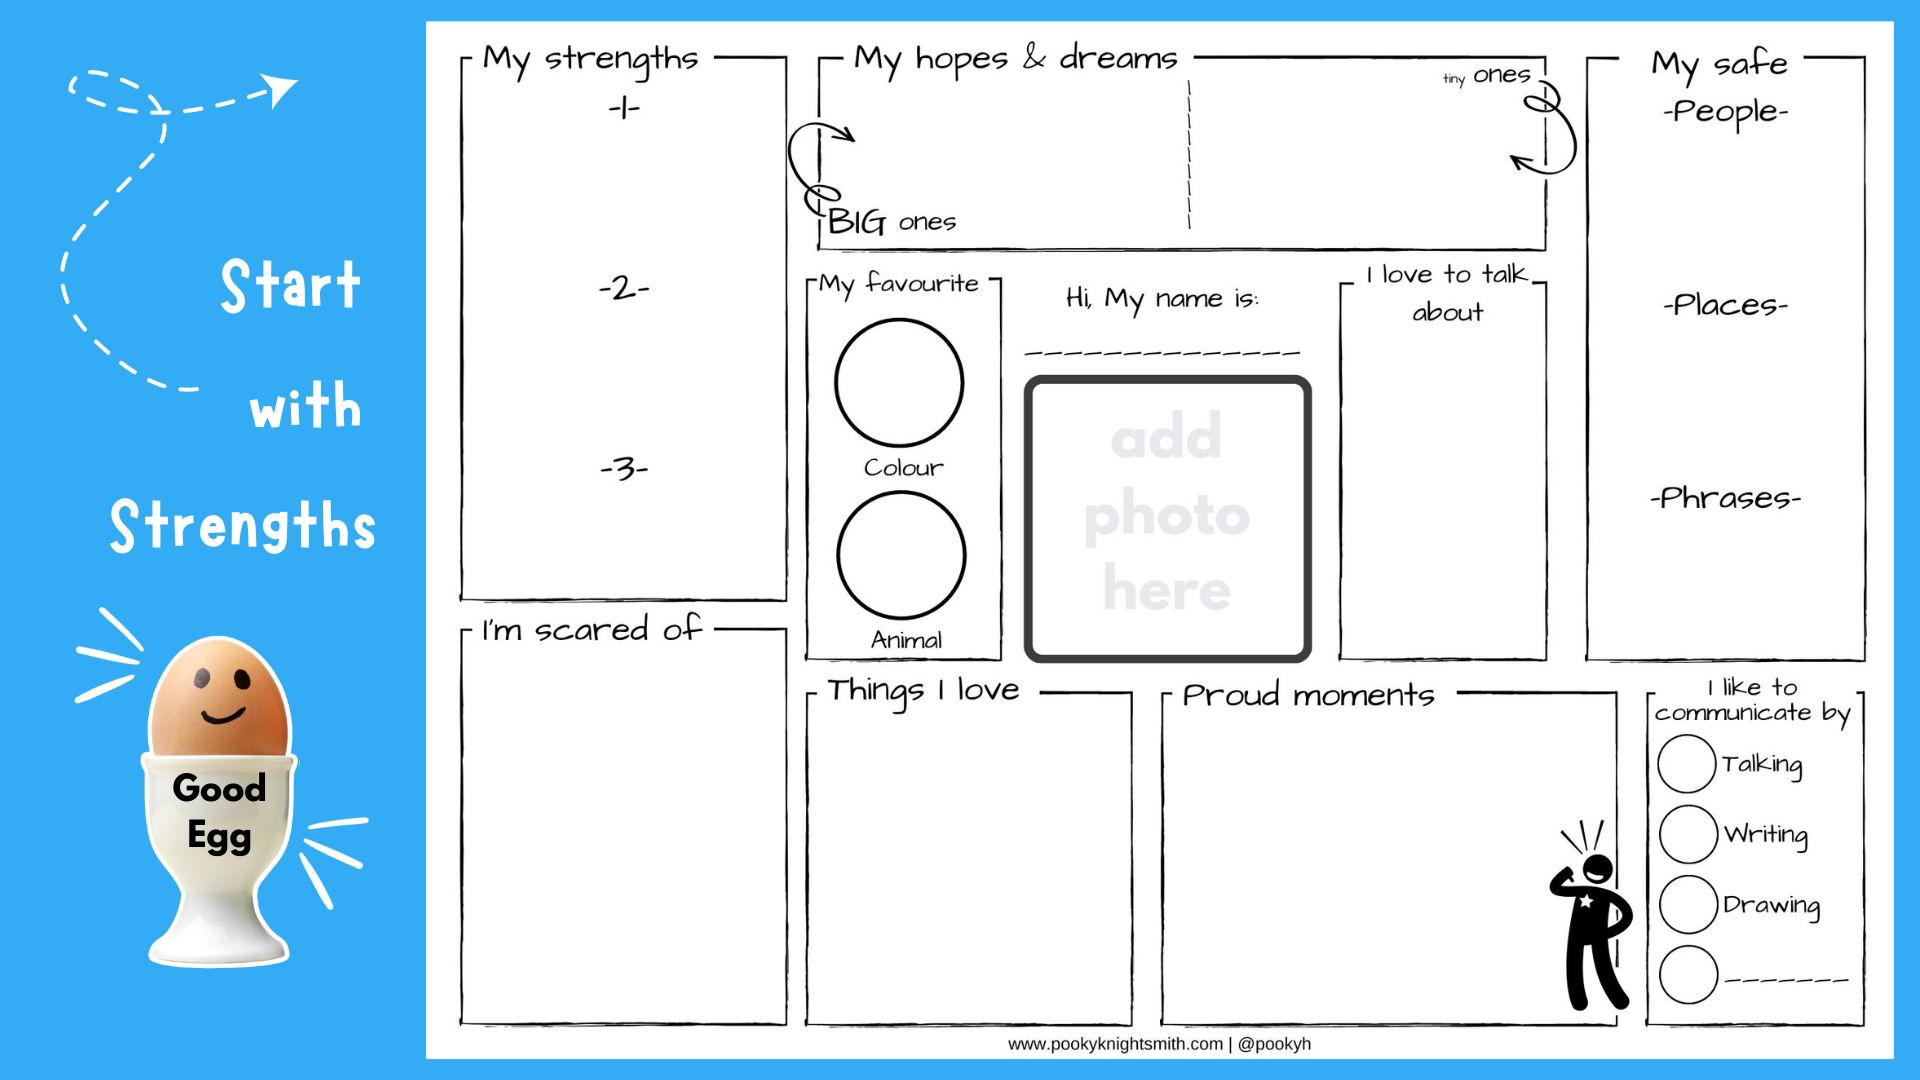 Start
with
Strengths
Good
Egg
My strengths
-1-
-2-
-3-
I'm scared of
My hopes & dreams
tiny ones
BIG ones
My favourite
Colour
Animal
Hi, My name is:
add
photo
here
I love to talk
about
My safe
-People-
-Places-
-Phrases-
Things I love
Proud moments
I like to
communicate by
Talking
Writing
Drawing
www.pookyknightsmith.com | @pookyh